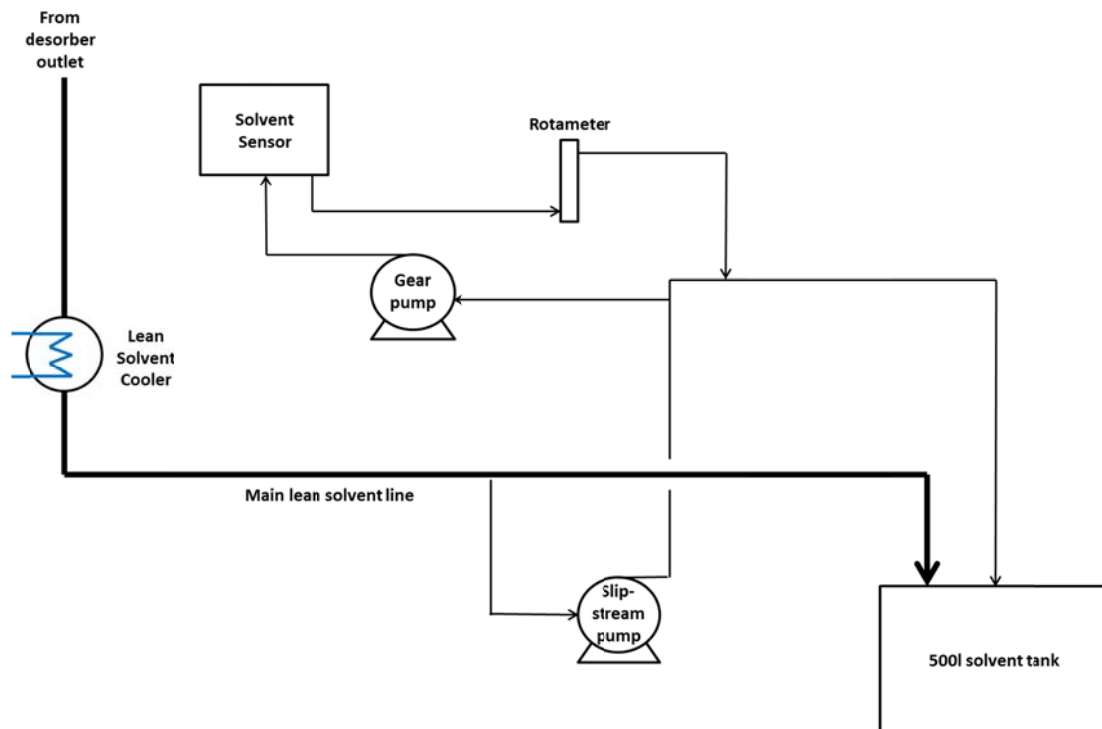 From
desorber
outlet
Solvent
Sensor
Rotameter
Gear
pump
Lean
Solvent
Cooler
Main lean solvent line
Slip-
stream
pump
500l solvent tank